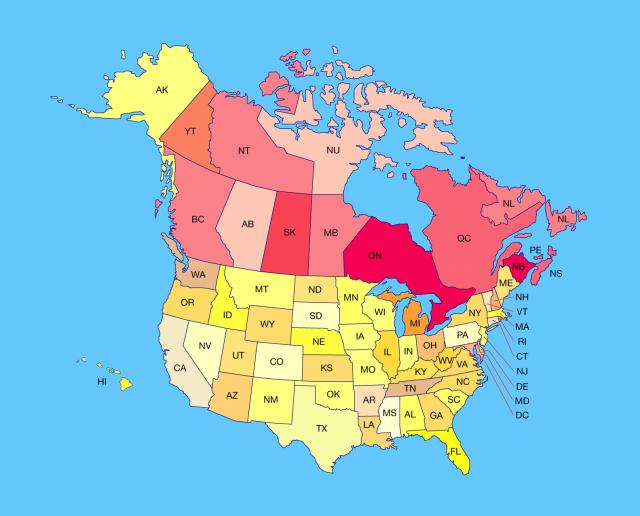 AK
YT
NT
NU
NL
NL
BC
AB
SK
MB
ON
QC
PE
NB
NS
WA
MT
ND
MN
ME
NH
VT
MA
RI
CT
NJ
DE
MD
DC
OR
ID
WY
SD
WI
MI
NY
NV
UT
CO
NE
IA
IL
IN
OH
PA
CA
KS
MO
KY
WV
VA
HI
AZ
NM
OK
AR
TN
NC
SC
TX
LA
MS
AL
GA
FL